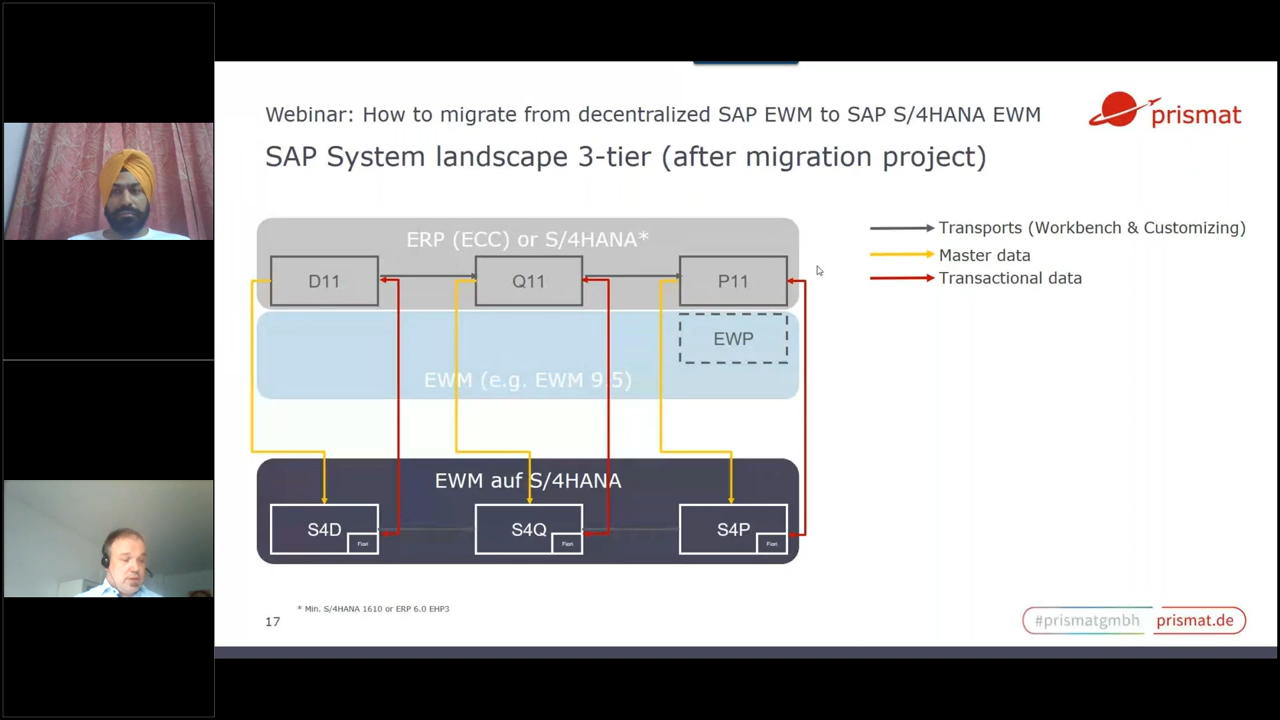 Webinar: How to migrate from decentralized SAP EWM to SAP S/4HANA EWM
prismat
SAP System landscape 3-tier (after migration project)
ERP (ECC) or S/4HANA*
D11
Q11
P11
EWP
EWM (e.g. EWM 9.5)
EWM auf S/4HANA
S4D
Fiori
S4Q
Fiori
S4P
Fiori
Transports (Workbench & Customizing)
Master data
Transactional data
* Min. S/4HANA 1610 or ERP 6.0 EHP3
17
#prismatgmbh
prismat.de